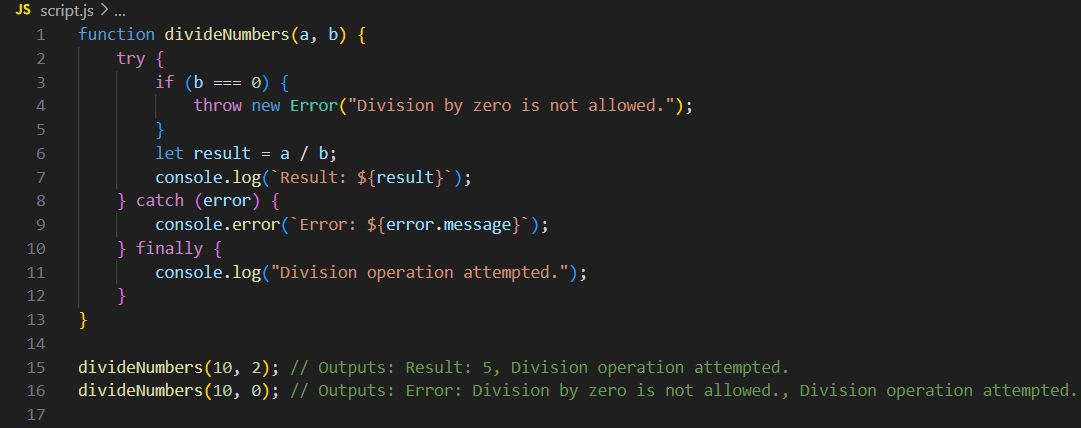 JS script.js > ...
1 function divideNumbers(a, b) {
2     try {
3         if (b === 0) {
4             throw new Error("Division by zero is not allowed.");
5         }
6         let result = a / b;
7         console.log(`Result: ${result}`);
8     } catch (error) {
9         console.error(`Error: ${error.message}`);
10     } finally {
11         console.log("Division operation attempted.");
12     }
13 }
14
15 divideNumbers(10, 2); // Outputs: Result: 5, Division operation attempted.
16 divideNumbers(10, 0); // Outputs: Error: Division by zero is not allowed., Division operation attempted.
17